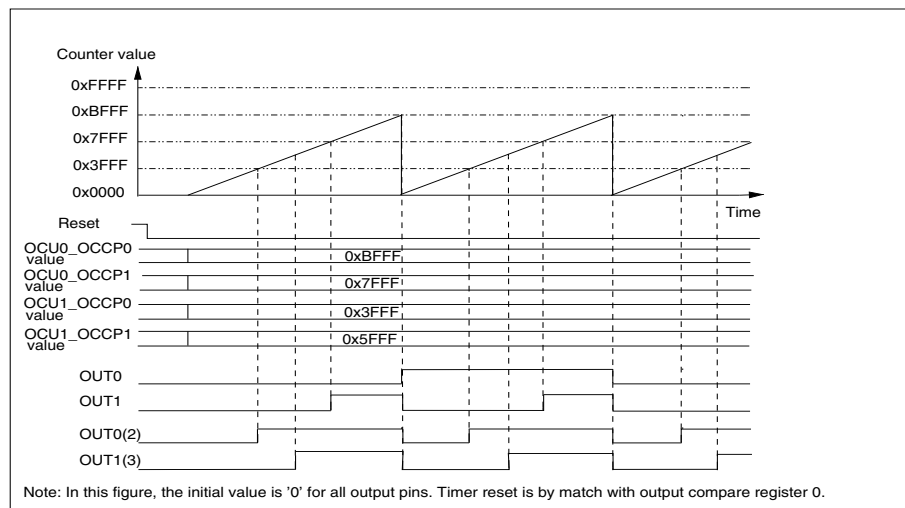 Counter value
0xFFFF
0xBFFF
0x7FFF
0x3FFF
0x0000
Time
Reset
OCU0_OCCP0
value
0xBFFF
OCU0_OCCP1
value
0x7FFF
OCU1_OCCP0
value
0x3FFF
OCU1_OCCP1
value
0x5FFF
OUT0
OUT1
OUT0(2)
OUT1(3)
Note: In this figure, the initial value is '0' for all output pins. Timer reset is by match with output compare register 0.